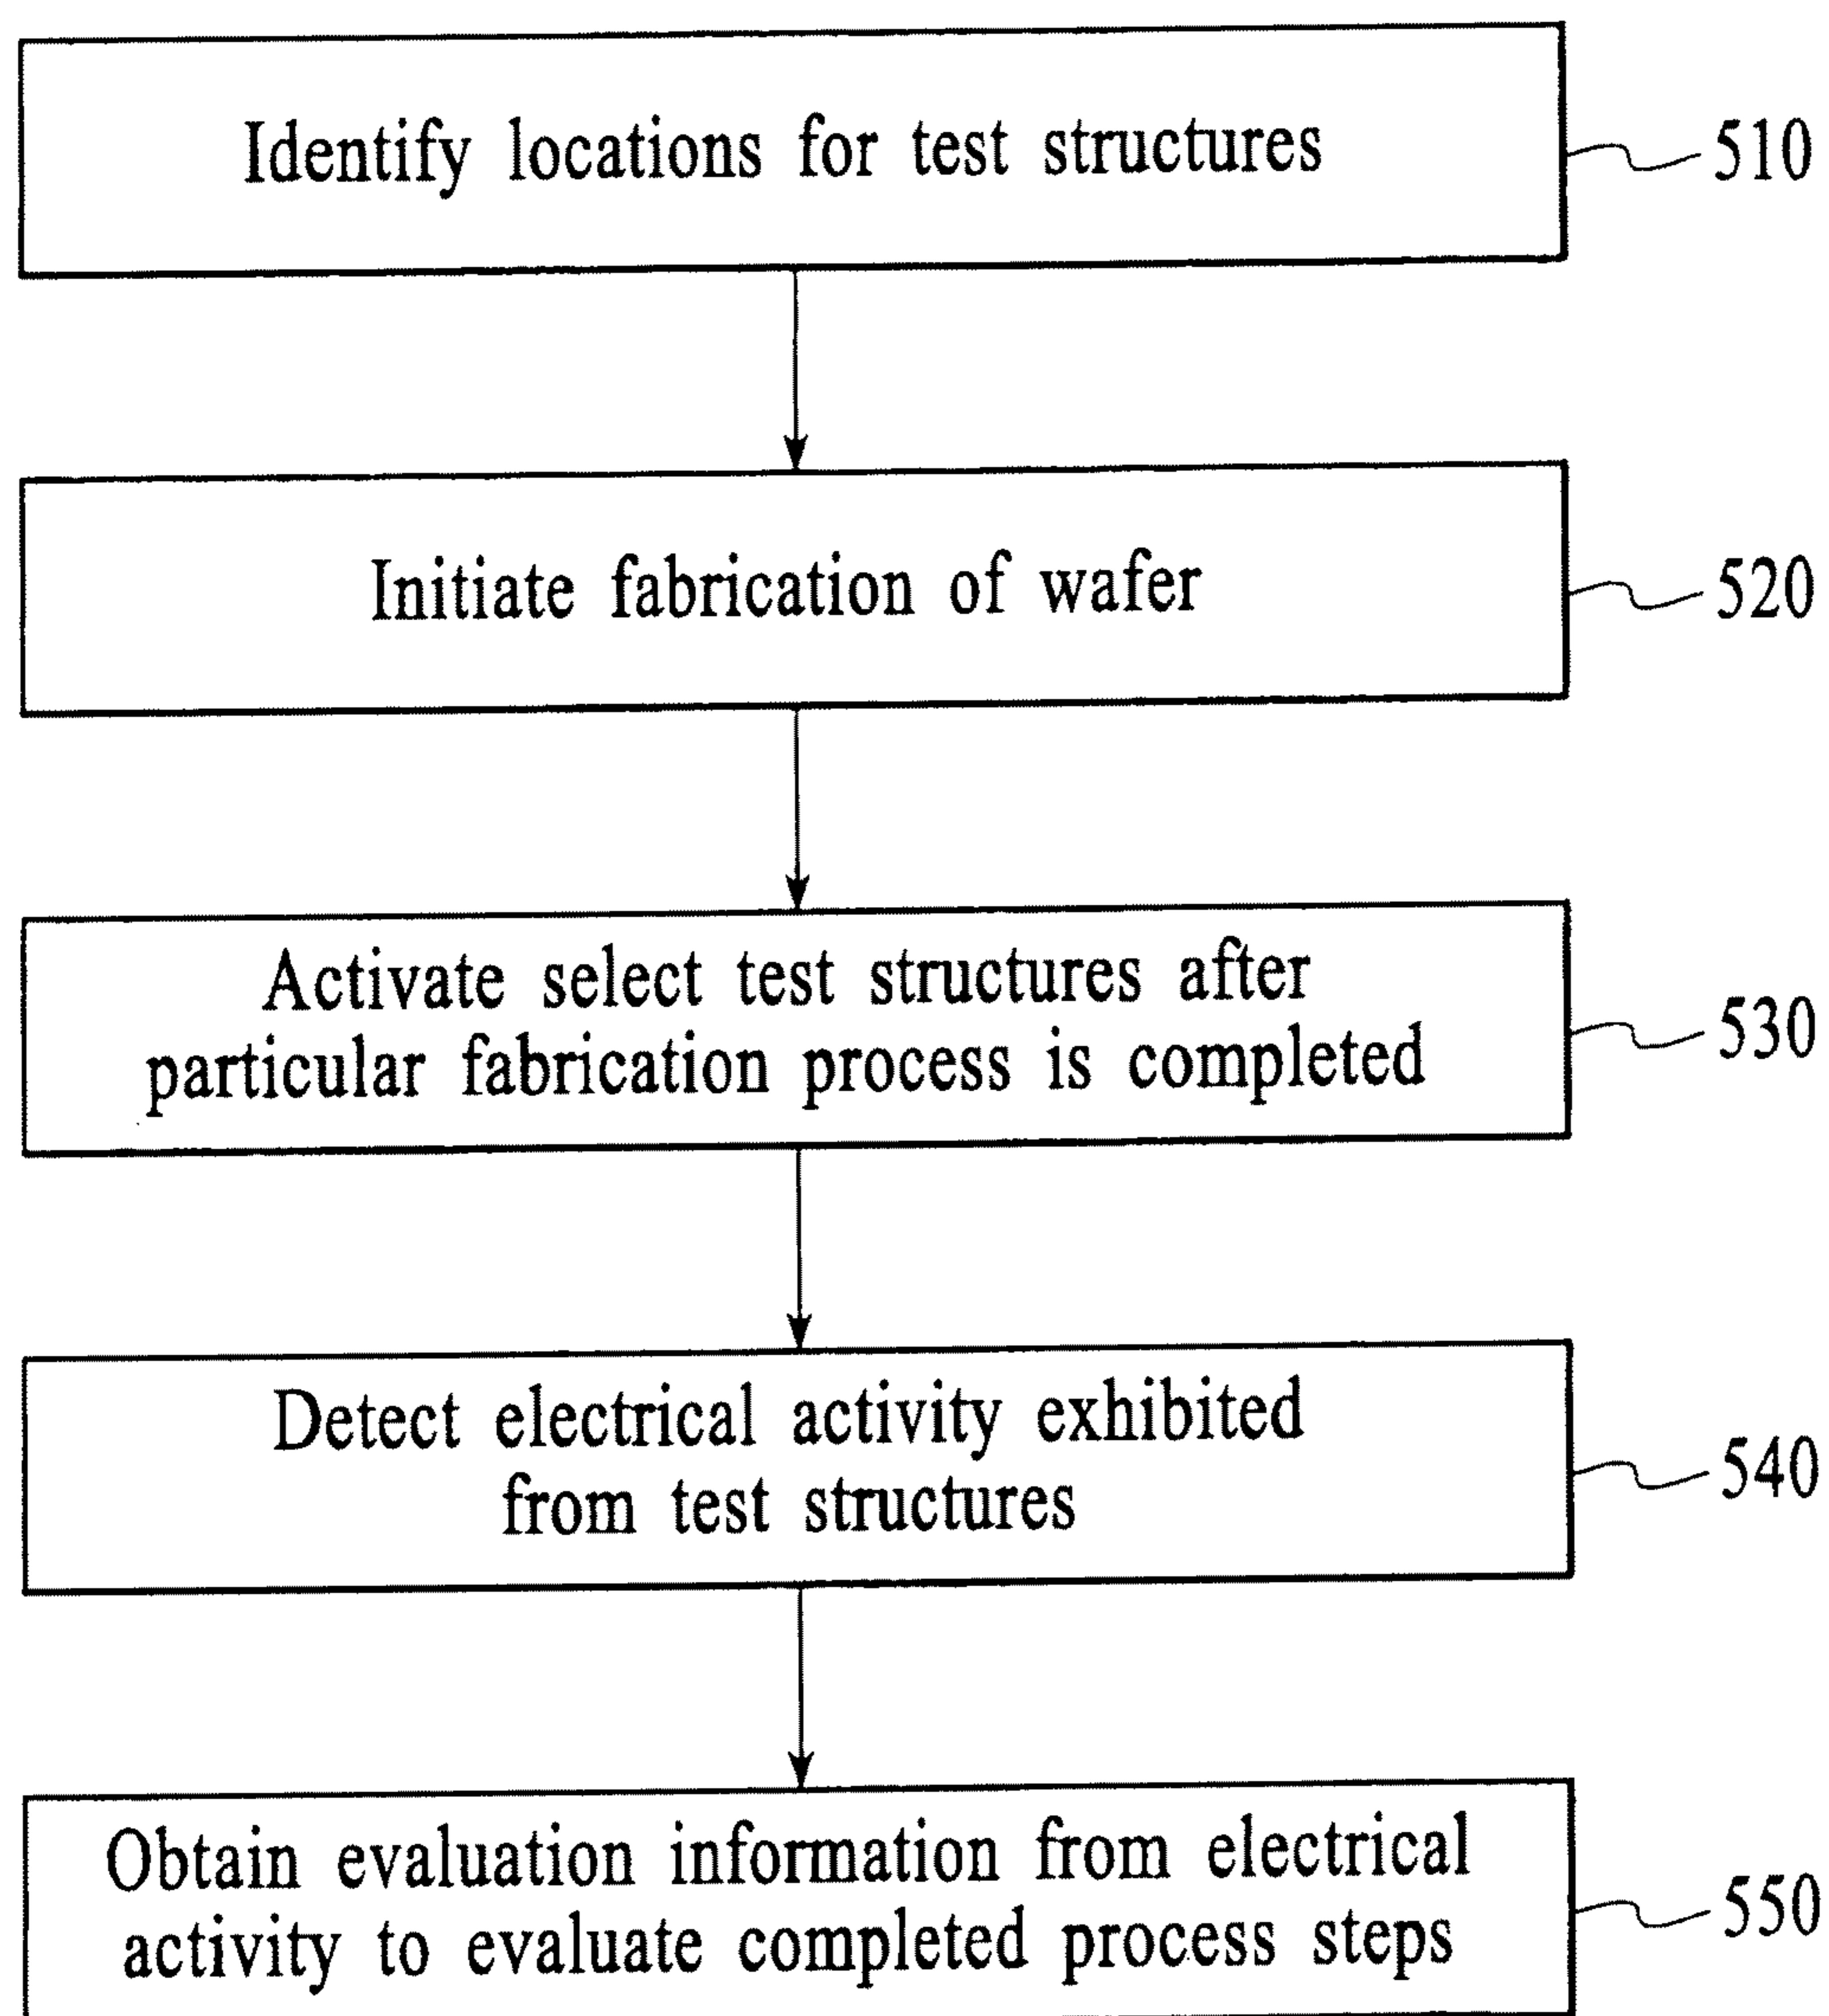 Identify locations for test structures
510
Initiate fabrication of wafer
520
Activate select test structures after
particular fabrication process is completed
530
Detect electrical activity exhibited
from test structures
540
Obtain evaluation information from electrical
activity to evaluate completed process steps
550